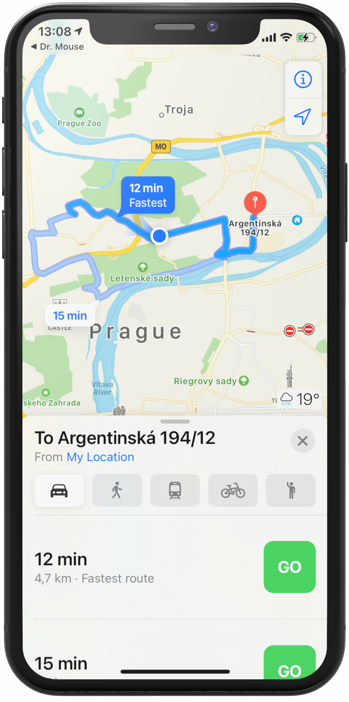 13:08
◀ Dr. Mouse
Troja
Prague Zoo
MO
12 min
Fastest
Argentinská
194/12
Letenské sady
15 min
CASTLE
Prague
Vltava
River
Riegrovy sady
skeho Zahrada
19°
To Argentinská 194/12
From My Location
12 min
GO
4,7 km · Fastest route
15 min
GO